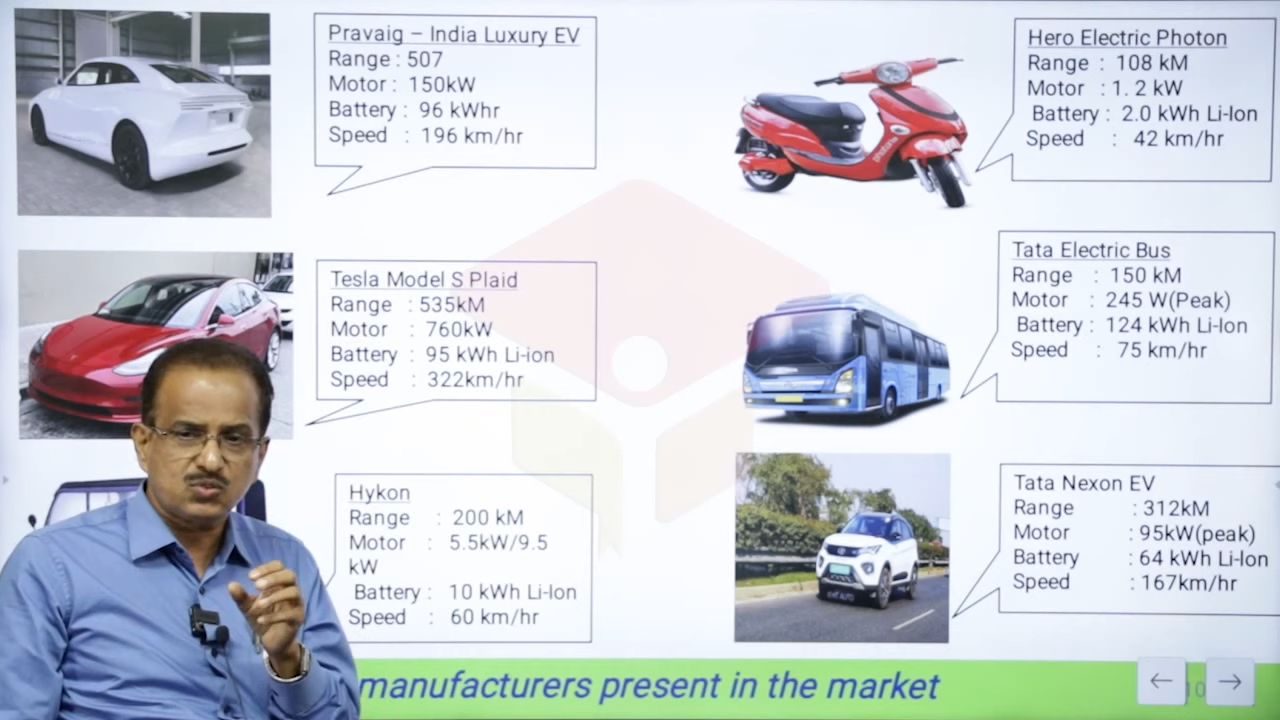 Pravaig – India Luxury EV
Range : 507
Motor : 150kW
Battery : 96 kWhr
Speed : 196 km/hr
Hero Electric Photon
Range : 108 kM
Motor : 1. 2 kW
Battery : 2.0 kWh Li-Ion
Speed : 42 km/hr
Tesla Model S Plaid
Range : 535kM
Motor : 760kW
Battery : 95 kWh Li-ion
Speed : 322km/hr
Tata Electric Bus
Range : 150 kM
Motor : 245 W(Peak)
Battery : 124 kWh Li-Ion
Speed : 75 km/hr
Hykon
Range : 200 kM
Motor : 5.5kW/9.5
kW
Battery : 10 kWh Li-Ion
Speed : 60 km/hr
Tata Nexon EV
Range : 312kM
Motor : 95kW(peak)
Battery : 64 kWh Li-Ion
Speed : 167km/hr
manufacturers present in the market